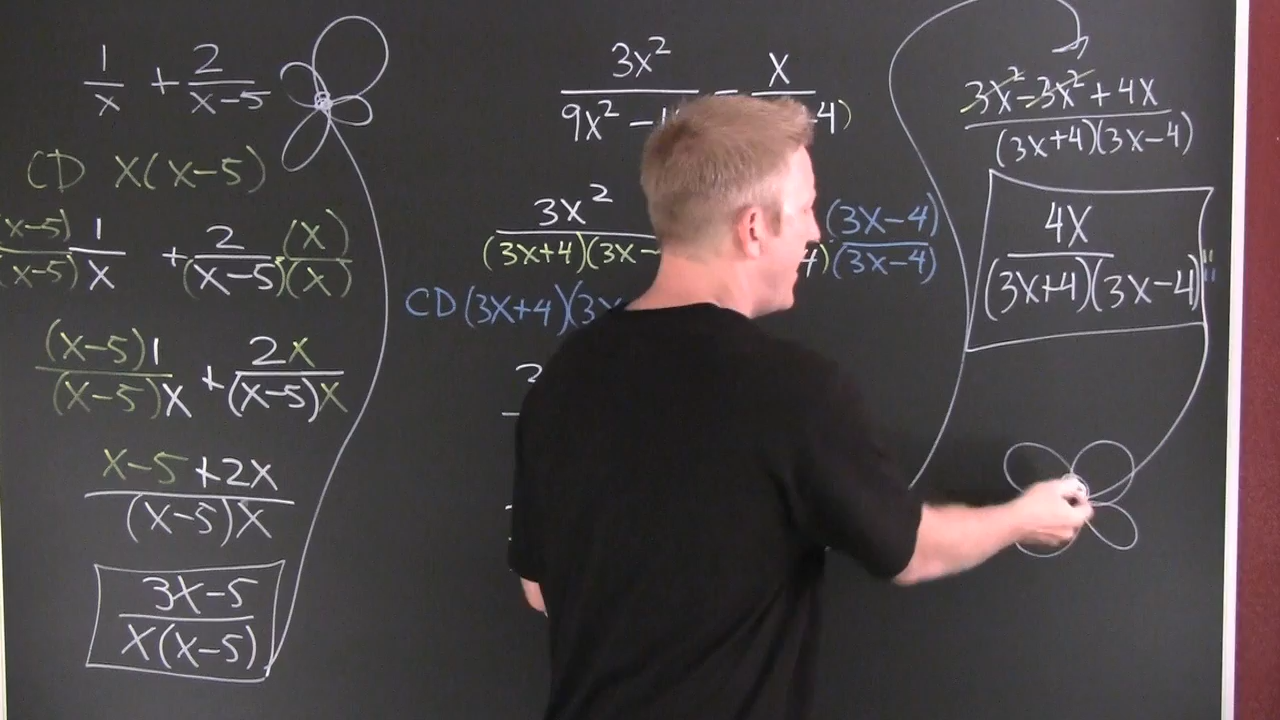 1/x + 2/(x-5)
CD X(X-5)
(x-5)/(x-5) 1/x + 2/(x-5) (x)/(x)
(x-5)1/(x-5)x + 2x/(x-5)x
x-5+2x/(x-5)x
3x-5/x(x-5)
3x²/9x²- - x/ 4)
3x²/(3x+4)(3x- 4) (3x-4)/(3x-4)
CD (3x+4)(3x
3x²-3x²+4x/(3x+4)(3x-4)
4x/(3x+4)(3x-4)